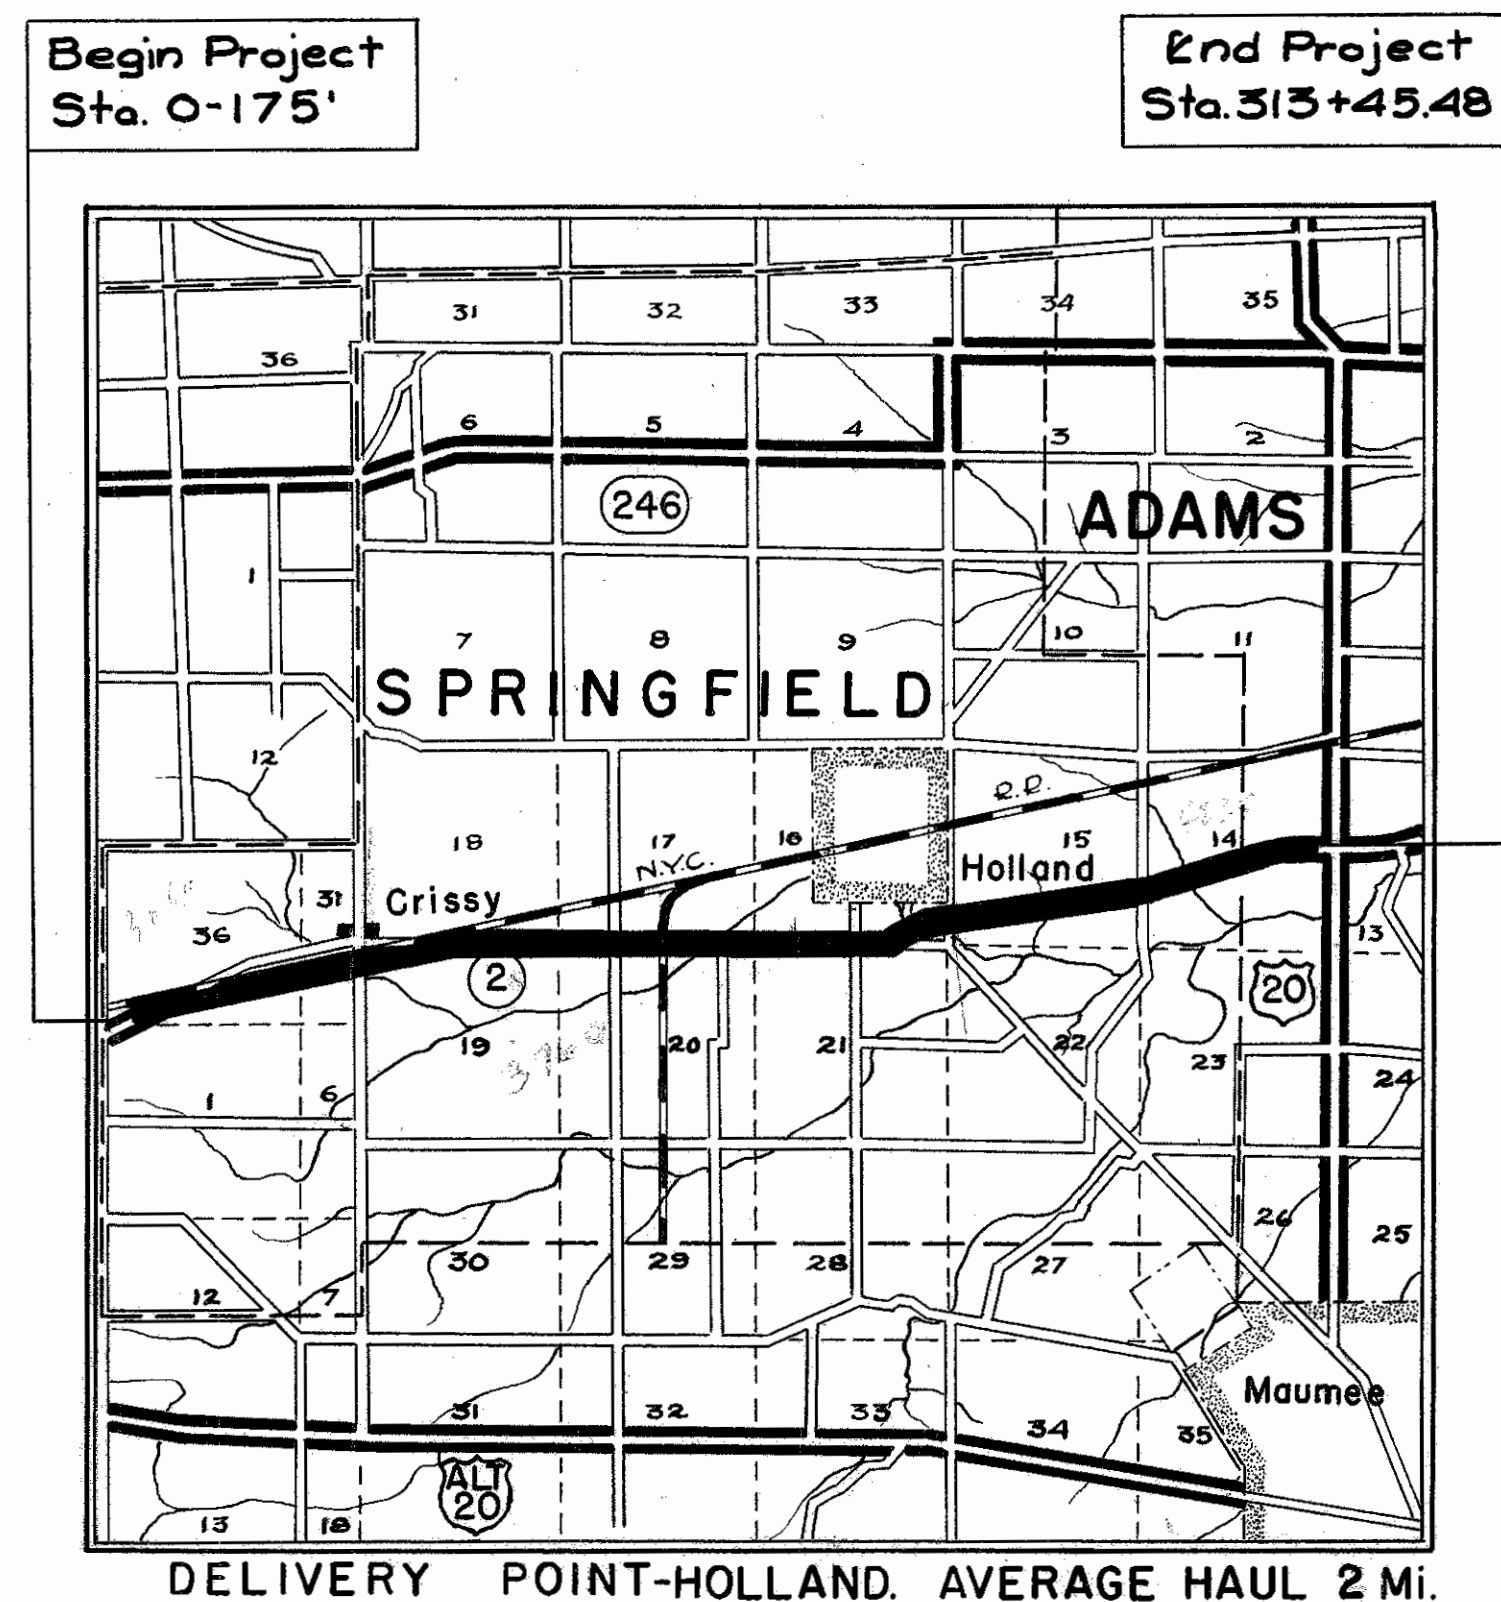 Begin Project
Sta. 0-175'
End Project
Sta. 313+45.48
31 32 33 34 35
36
6 5 4 3 2
246
ADAMS
1
7 8 9 10 11
SPRINGFIELD
12
R.R.
18 17 16 15 14
N.Y.C.
Holland
31 Crissy
36 13
2 20
19 20 21 22 23 24
1 6
26 25
30 29 28 27
12 7
Maumee
31 32 33 34 35
ALT
20
13 18
DELIVERY POINT-HOLLAND. AVERAGE HAUL 2 Mi.